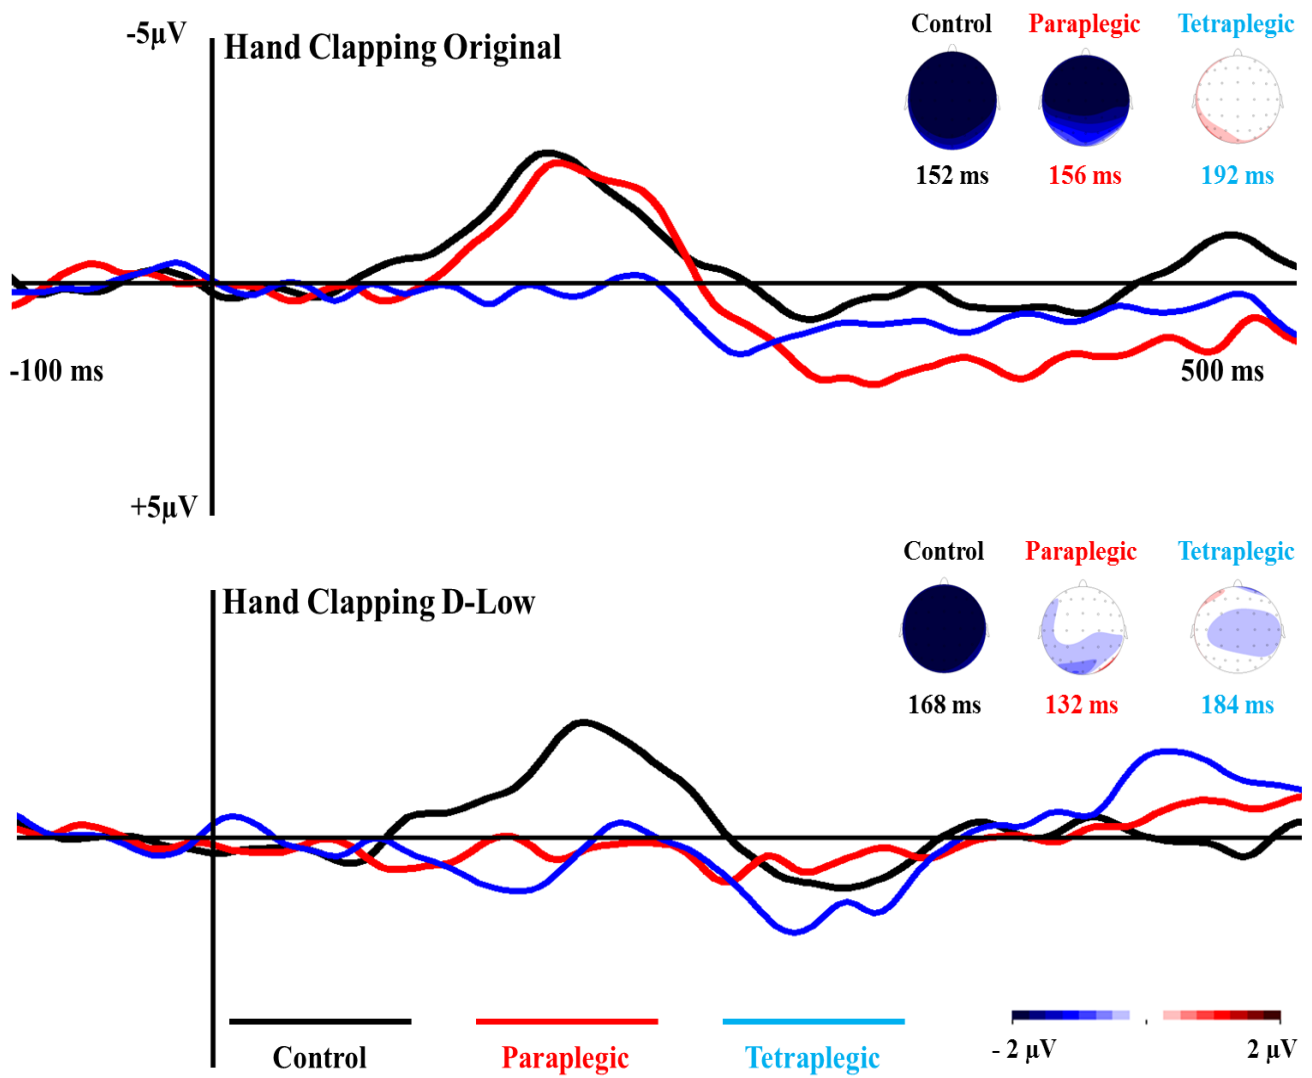 -5μV
Hand Clapping Original
Control Paraplegic Tetraplegic
152 ms 156 ms 192 ms
-100 ms
500 ms
+5μV
Control Paraplegic Tetraplegic
Hand Clapping D-Low
168 ms 132 ms 184 ms
Control Paraplegic Tetraplegic
- 2 μV 2 μV